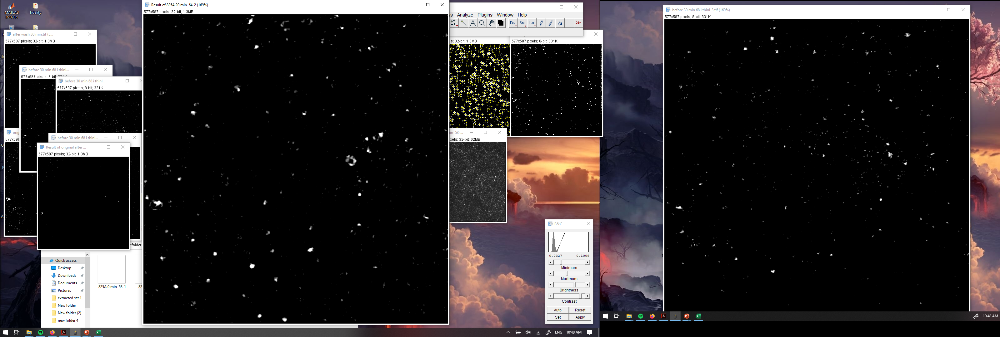 MATLAB
R2020b
fidelity
after wash 30 min.tif (5...
577x587 pixels; 32-bit; 1.3MB
before 30 min 68 i thinl...
577x587 pixels; 8-bit; 331K
before 30 min 68 i thinl...
577x587 pixels; 8-bit; 331K
orig
577x596
before 30 min 68 i thinl...
Result of original after ...
577x587 pixels; 32-bit; 1.3MB
Result of 825A 20 min 64-2 (169%)
577x587 pixels; 32-bit; 1.3MB
ss Analyze Plugins Window Help
Dev Stk LUT
ls; 32-bit; 1.3MB
577x587 pixels; 8-bit; 331K
in 53-...
ixels; 32-bit; 62MB
B&C
0.0327 0.1009
Minimum
Maximum
Brightness
Contrast
Auto Reset
Set Apply
folder
Quick access
Desktop
Downloads
Documents
Pictures
extracted set 1
New folder
New folder (2)
new folder 4
825A 0 min 53-1
82
ENG 10:48 AM
before 30 min 68 i thinl-3.tif (169%)
577x587 pixels; 8-bit; 331K
10:48 AM